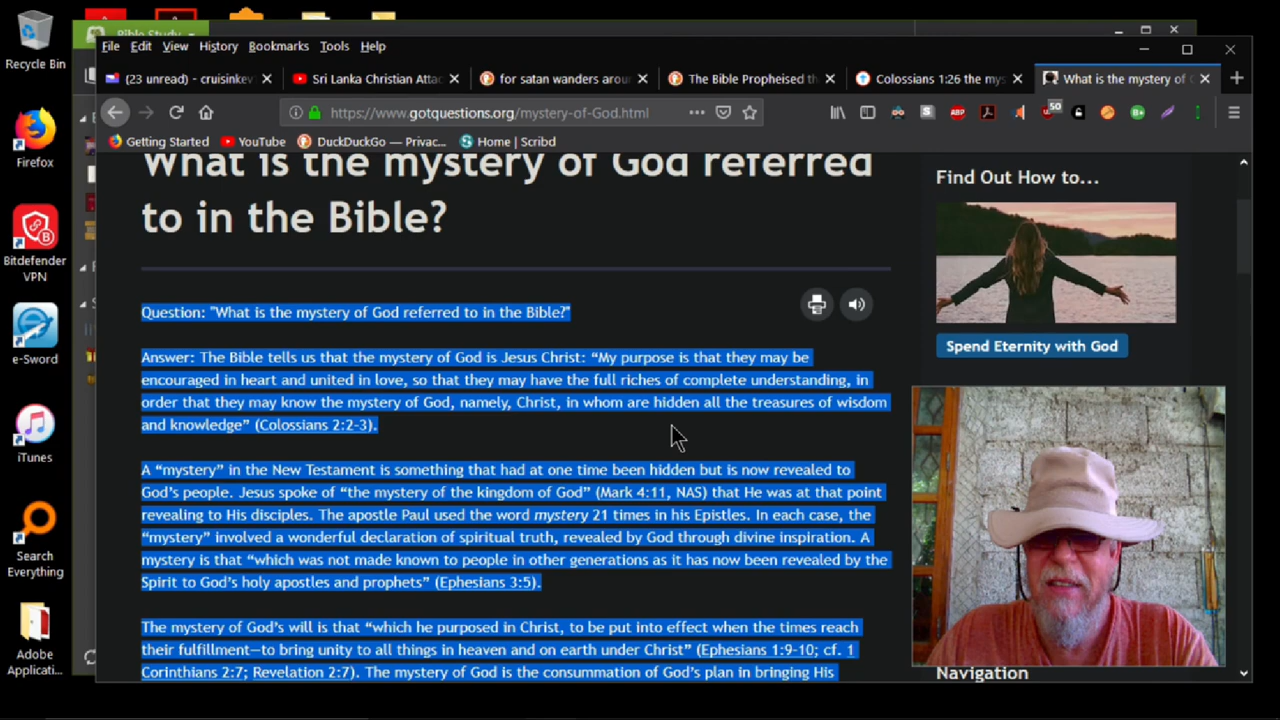 Recycle Bin
Firefox
Bitdefender
VPN
e-Sword
iTunes
Search
Everything
Adobe
Applicati...
Bible Study
File Edit View History Bookmarks Tools Help
(23 unread) - cruisinkev
Sri Lanka Christian Attac
for satan wanders arou
The Bible Propheised th
Colossians 1:26 the mys
What is the mystery of G
https://www.gotquestions.org/mystery-of-God.html
50
ABP
Getting Started YouTube DuckDuckGo — Privac... Home | Scribd
What is the mystery of God referred
to in the Bible?
Question: "What is the mystery of God referred to in the Bible?"
Answer: The Bible tells us that the mystery of God is Jesus Christ: “My purpose is that they may be
encouraged in heart and united in love, so that they may have the full riches of complete understanding, in
order that they may know the mystery of God, namely, Christ, in whom are hidden all the treasures of wisdom
and knowledge” (Colossians 2:2-3).
A “mystery” in the New Testament is something that had at one time been hidden but is now revealed to
God’s people. Jesus spoke of “the mystery of the kingdom of God” (Mark 4:11, NAS) that He was at that point
revealing to His disciples. The apostle Paul used the word mystery 21 times in his Epistles. In each case, the
“mystery” involved a wonderful declaration of spiritual truth, revealed by God through divine inspiration. A
mystery is that “which was not made known to people in other generations as it has now been revealed by the
Spirit to God’s holy apostles and prophets” (Ephesians 3:5).
The mystery of God’s will is that “which he purposed in Christ, to be put into effect when the times reach
their fulfillment—to bring unity to all things in heaven and on earth under Christ” (Ephesians 1:9-10; cf. 1
Corinthians 2:7; Revelation 2:7). The mystery of God is the consummation of God’s plan in bringing His
Find Out How to...
Spend Eternity with God
Navigation